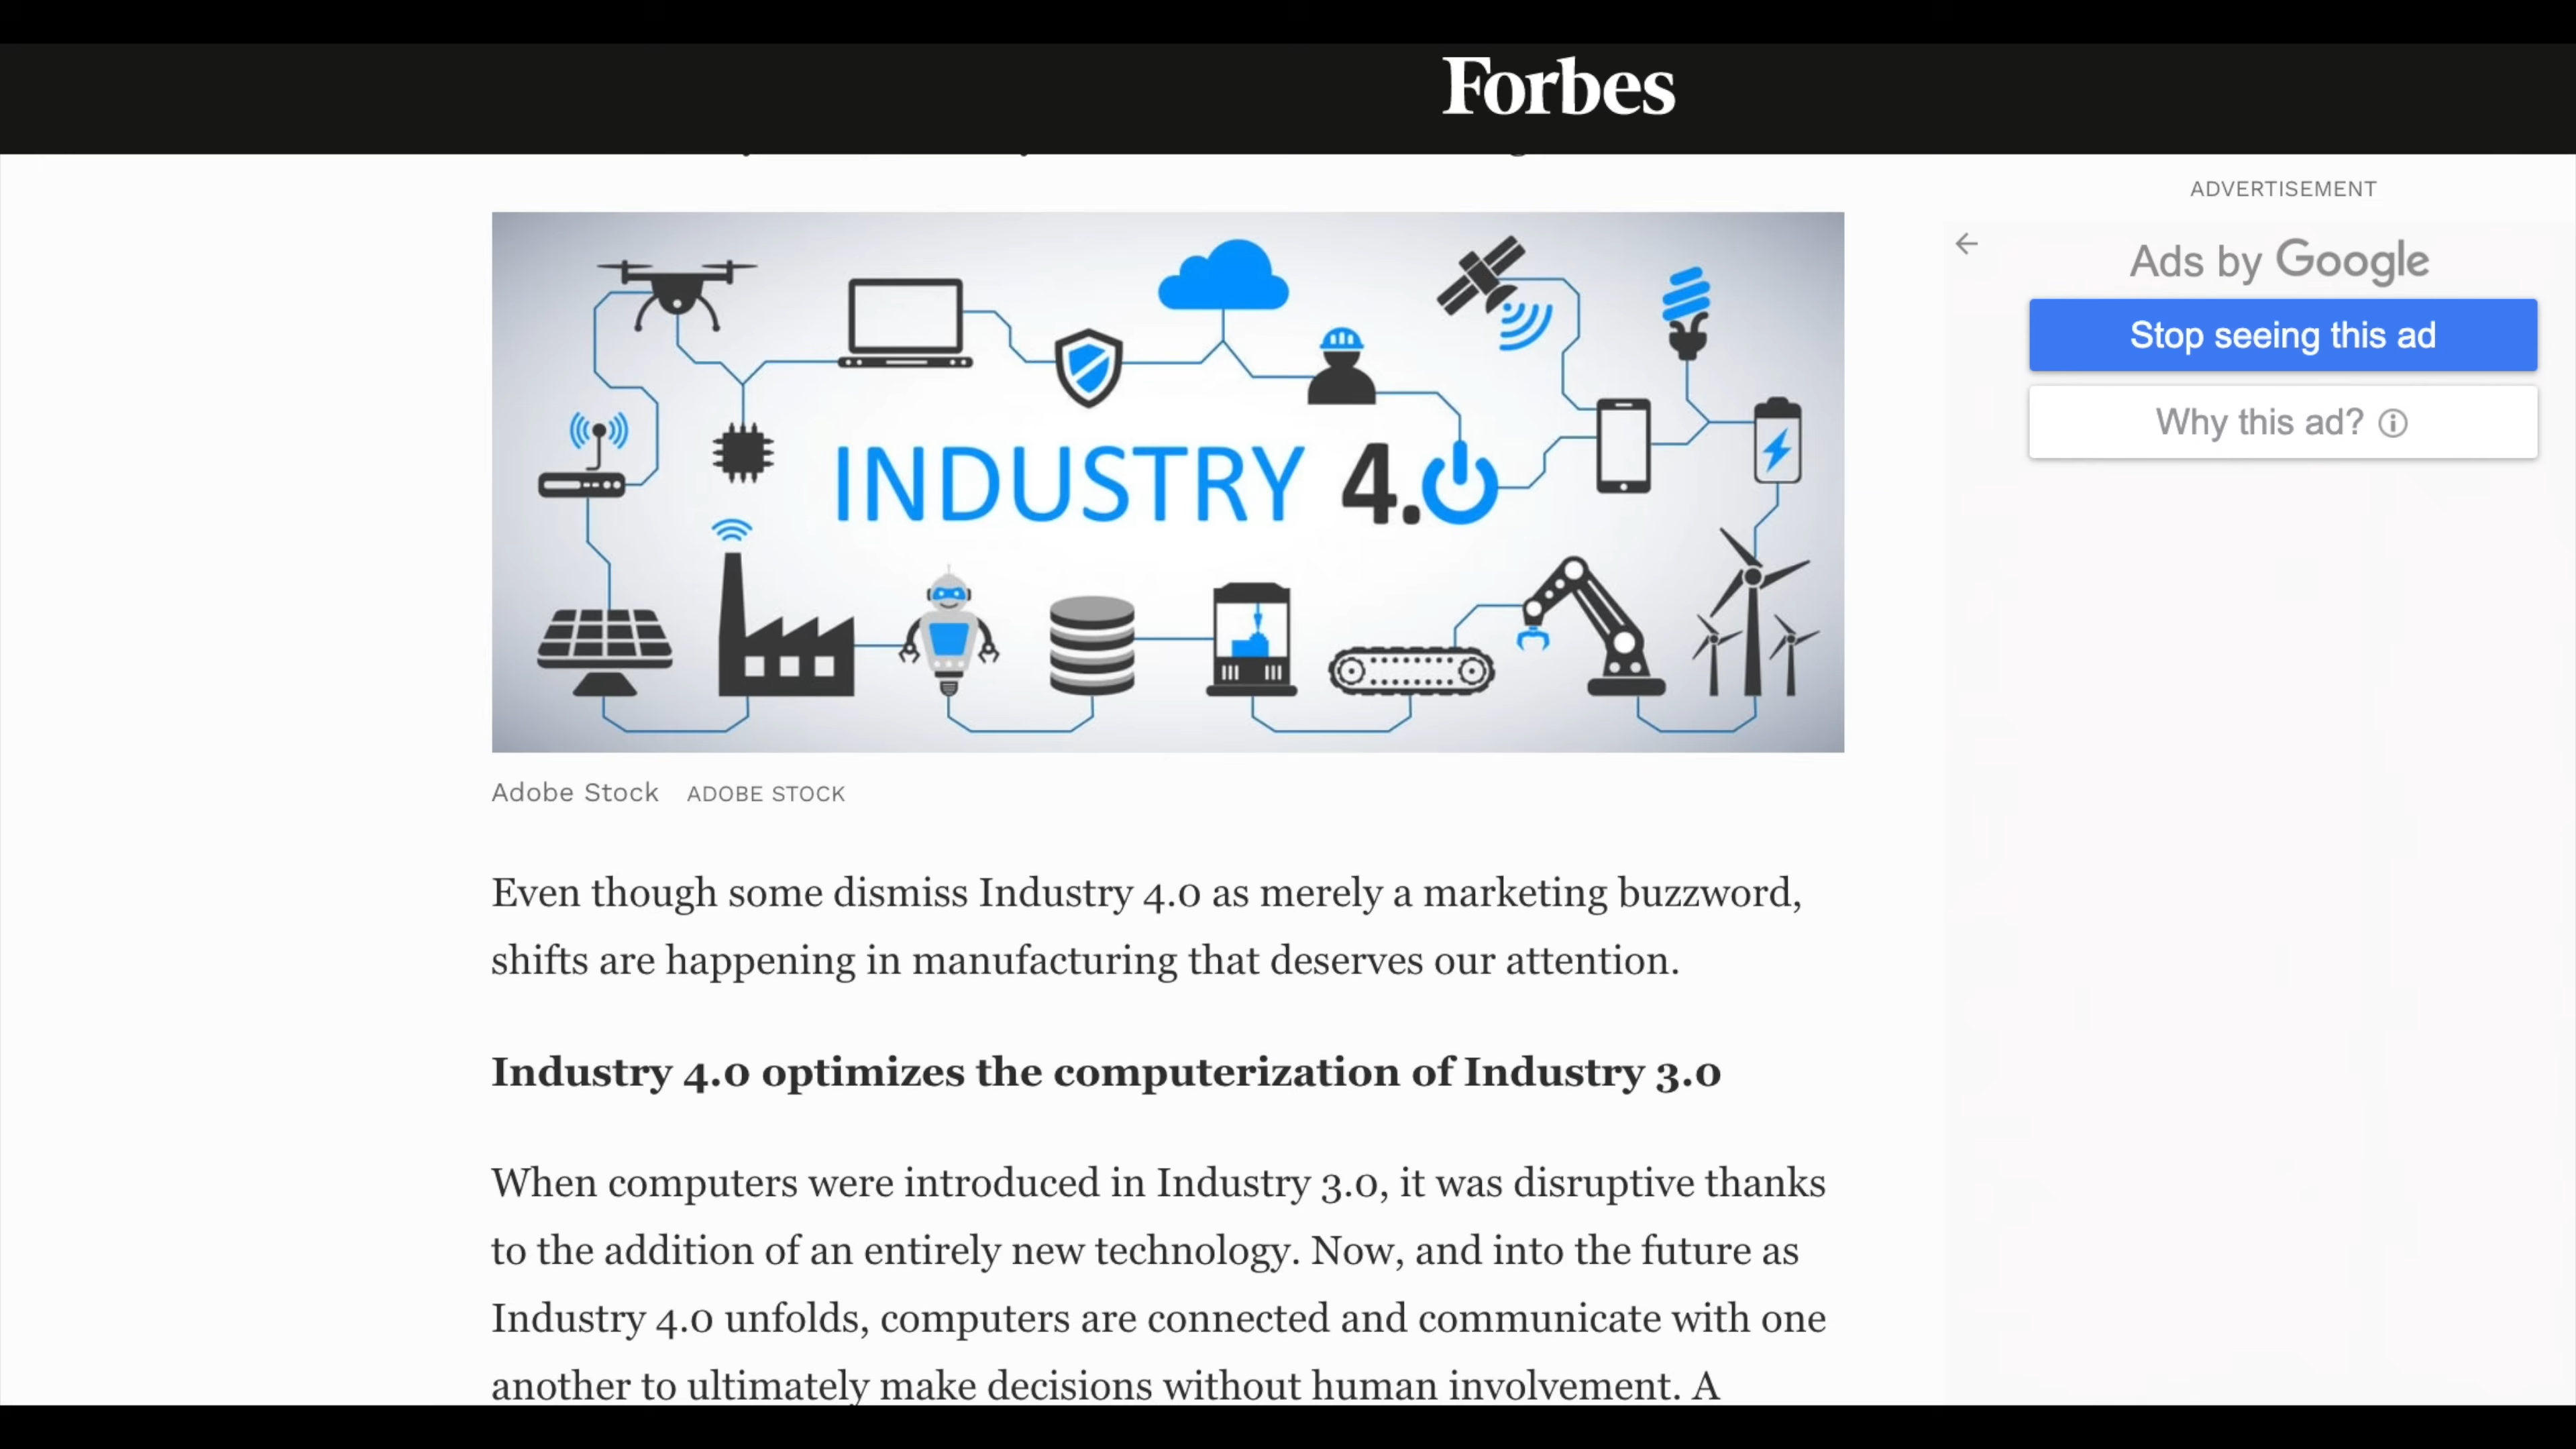 Forbes
ADVERTISEMENT
Ads by Google
Stop seeing this ad
Why this ad?
INDUSTRY 4.0
Adobe Stock ADOBE STOCK
Even though some dismiss Industry 4.0 as merely a marketing buzzword,
shifts are happening in manufacturing that deserves our attention.
Industry 4.0 optimizes the computerization of Industry 3.0
When computers were introduced in Industry 3.0, it was disruptive thanks
to the addition of an entirely new technology. Now, and into the future as
Industry 4.0 unfolds, computers are connected and communicate with one
another to ultimately make decisions without human involvement. A